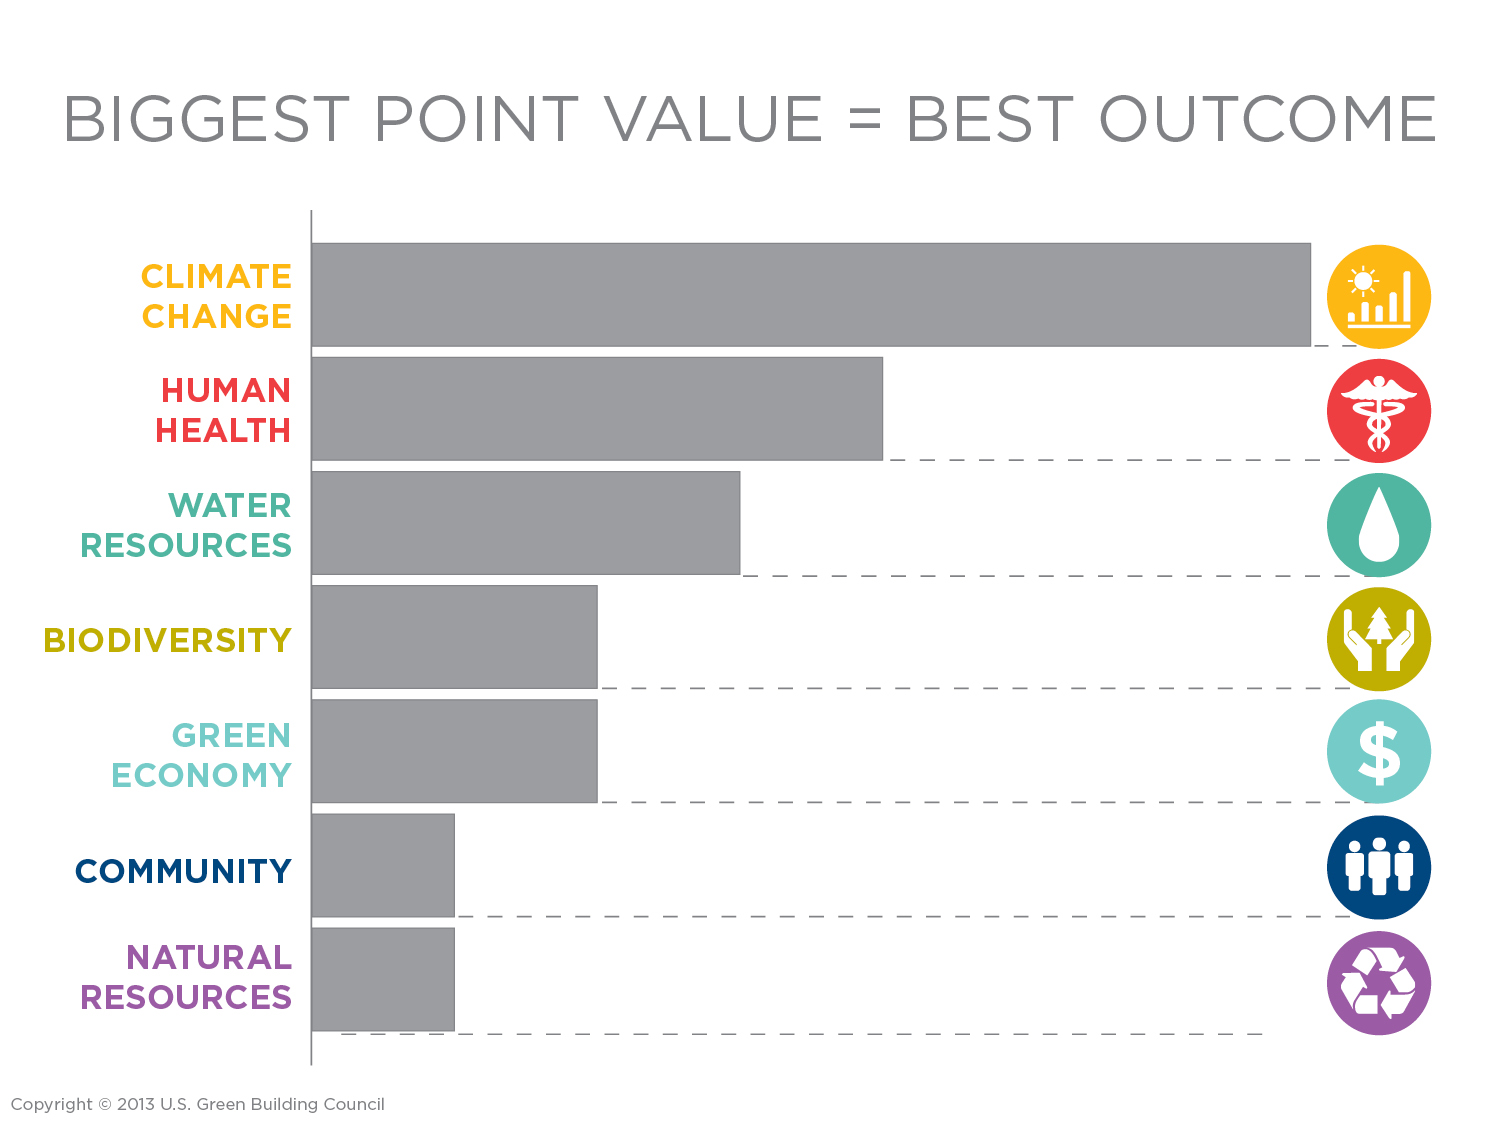 BIGGEST POINT VALUE = BEST OUTCOME
CLIMATE
CHANGE
HUMAN
HEALTH
WATER
RESOURCES
BIODIVERSITY
GREEN
ECONOMY
$
COMMUNITY
NATURAL
RESOURCES
Copyright © 2013 U.S. Green Building Council